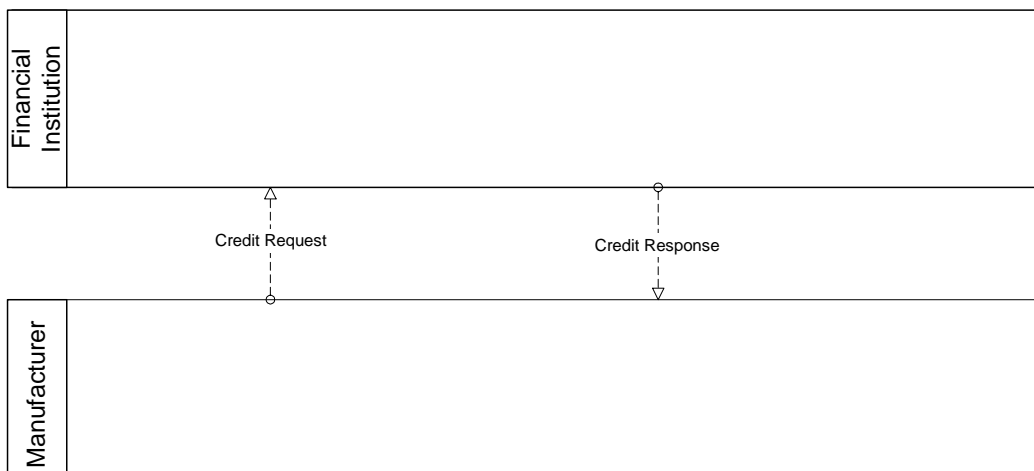 Financial
Institution
Credit Request
Credit Response
Manufacturer